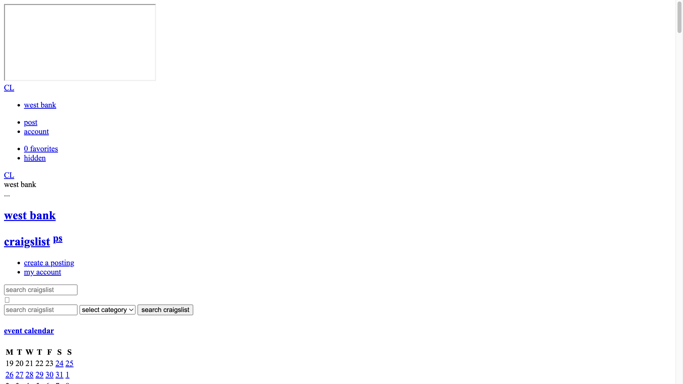 CL
west bank
post
account
0 favorites
hidden
CL
west bank
...
west bank
craigslist ps
create a posting
my account
search craigslist
search craigslist select category search craigslist
event calendar
M T W T F S S
19 20 21 22 23 24 25
26 27 28 29 30 31 1